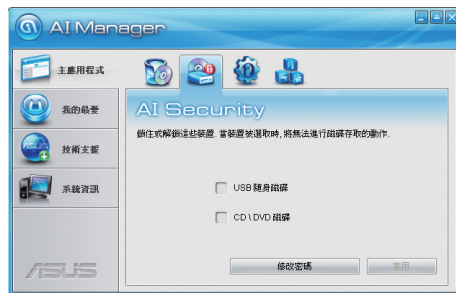 AI Manager
主應用程式
我的最愛
技術支援
系統資訊
AI Security
鎖住或解鎖這些裝置. 當裝置被選取時, 將無法進行磁碟存取的動作.
USB 隨身磁碟
CD \ DVD 磁碟
修改密碼
套用
ASUS